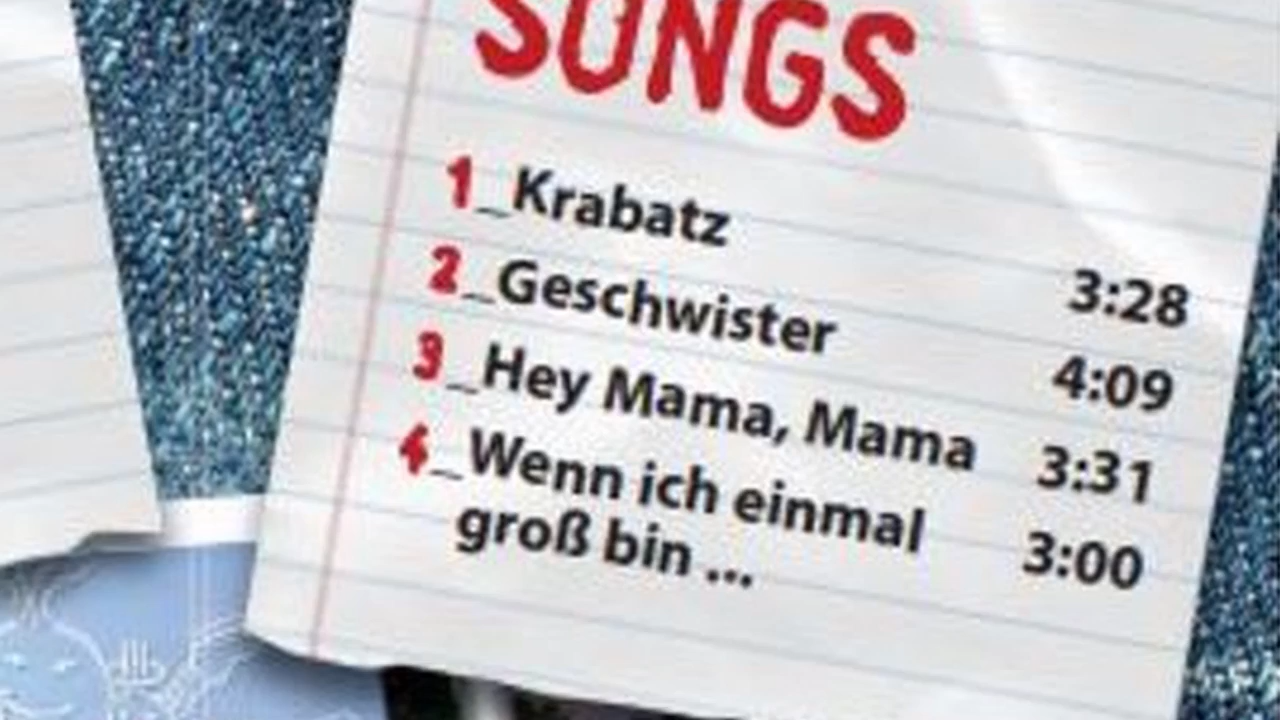 SONGS
1_Krabatz 3:28
2_Geschwister 4:09
3_Hey Mama, Mama 3:31
4_Wenn ich einmal 3:00
groß bin ...